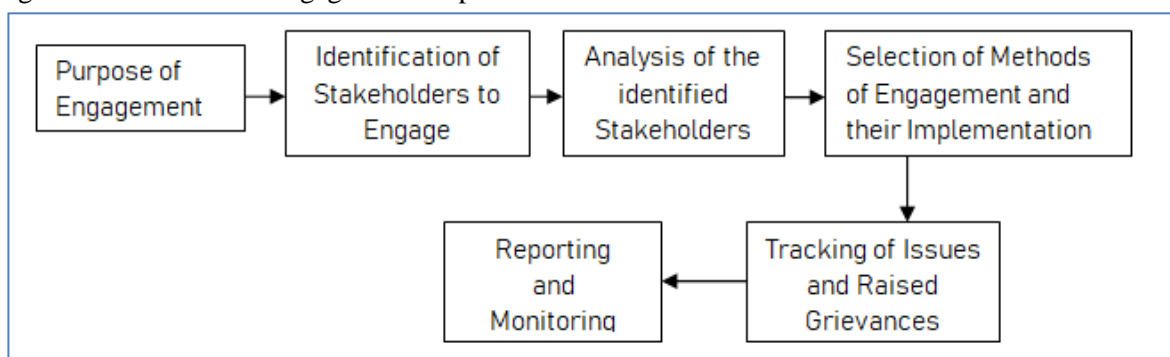 Purpose of
Engagement
Identification of
Stakeholders to
Engage
Analysis of the
identified
Stakeholders
Selection of Methods
of Engagement and
their Implementation
Tracking of Issues
and Raised
Grievances
Reporting
and
Monitoring